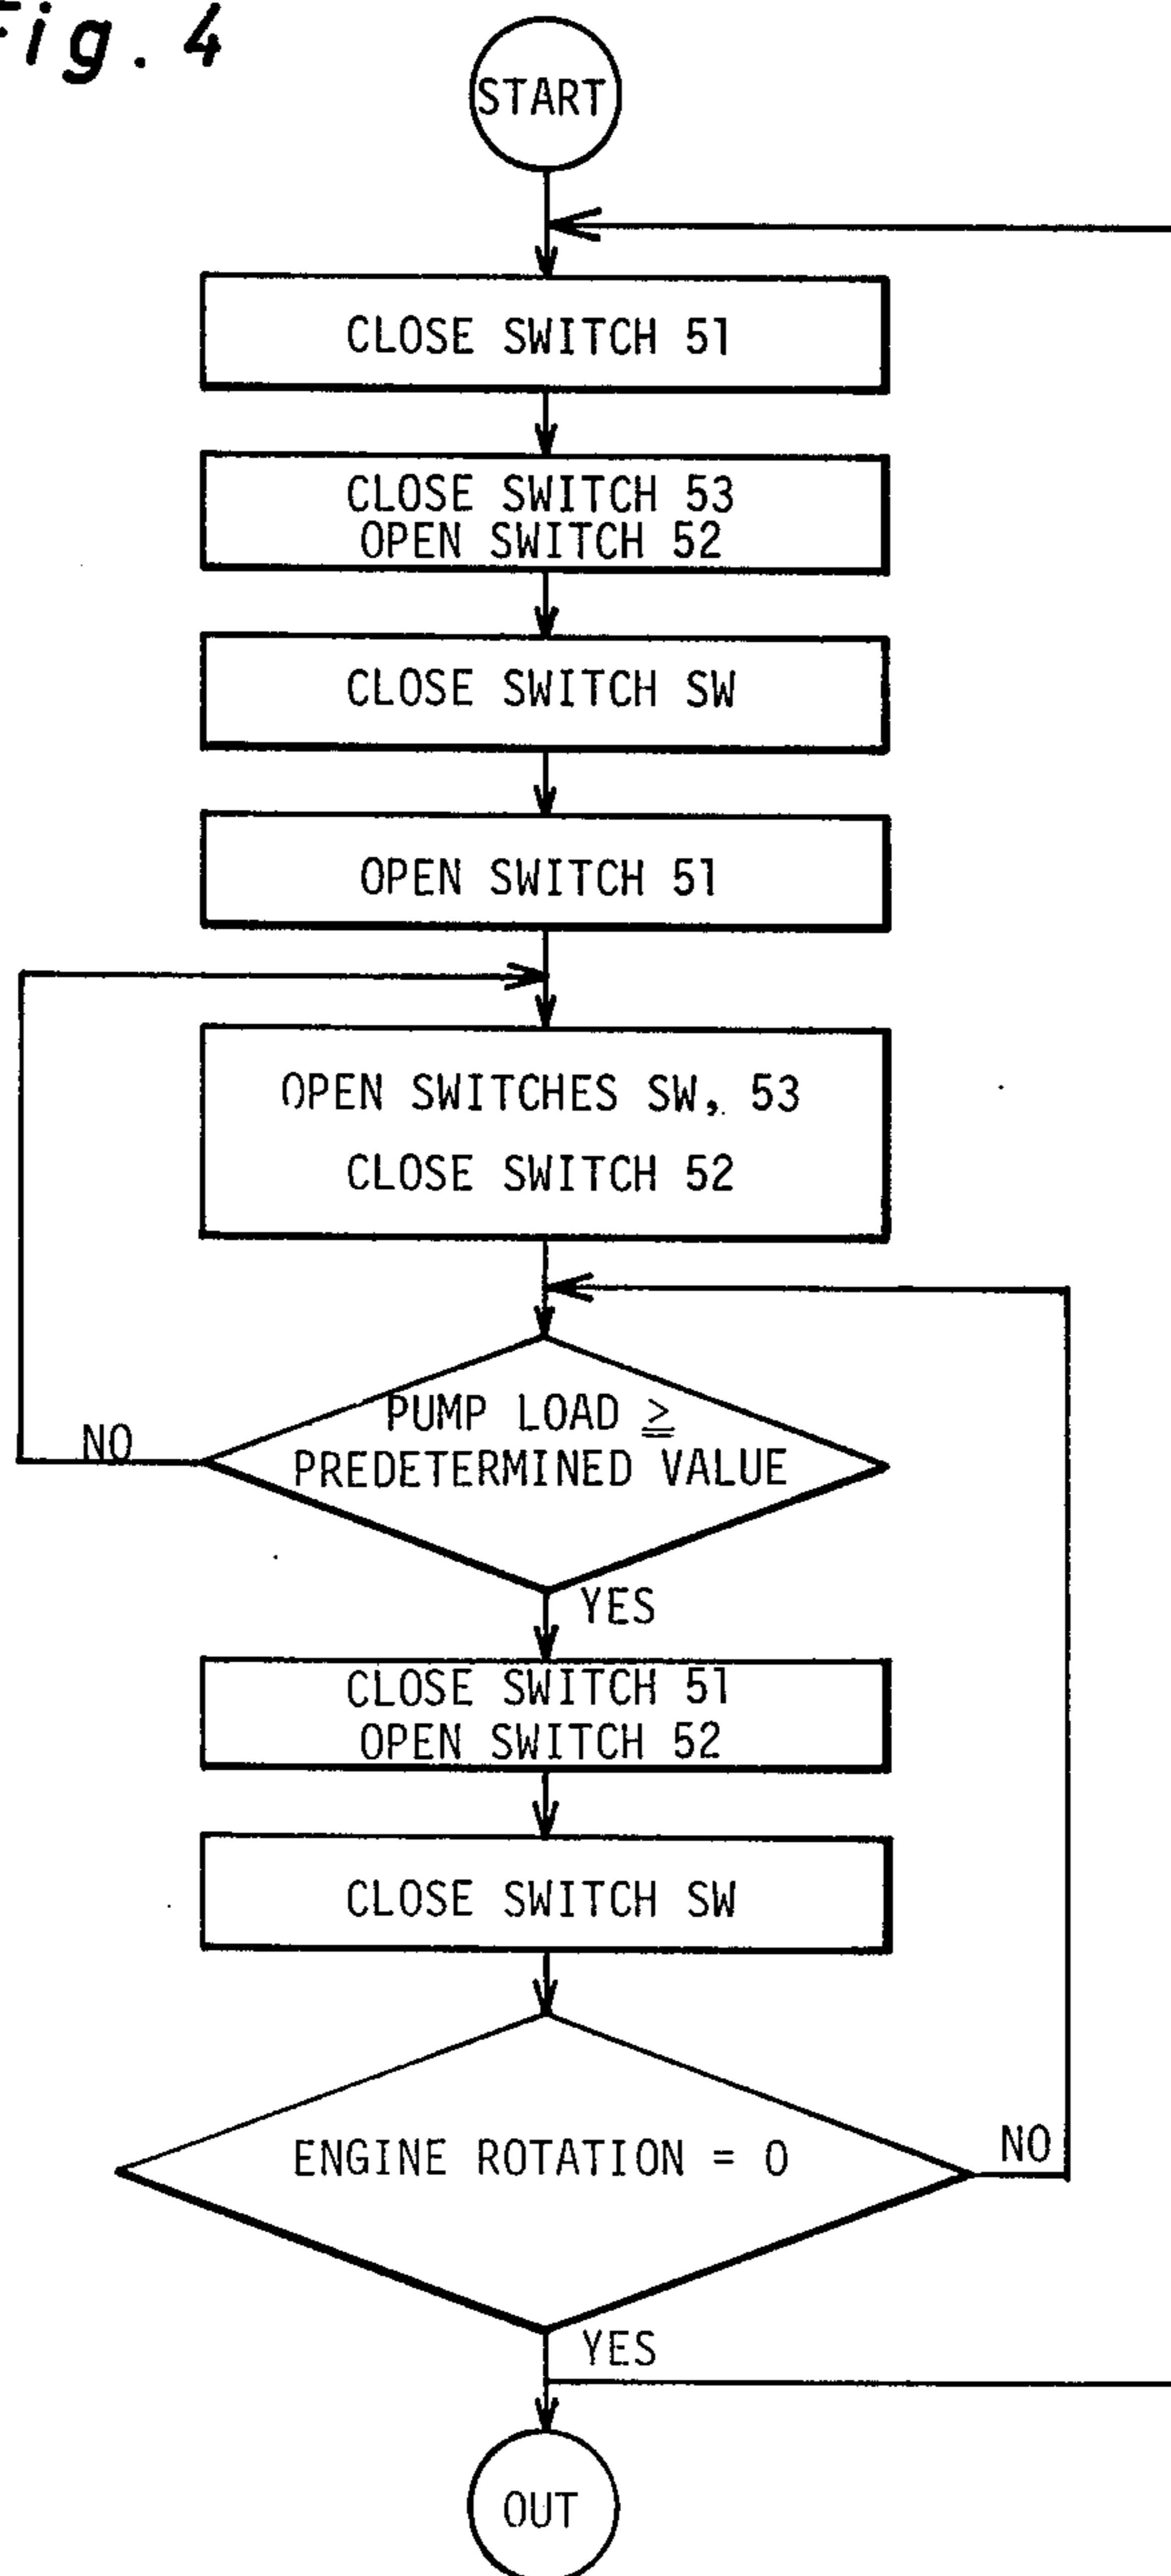 Fig. 4
START
CLOSE SWITCH 51
CLOSE SWITCH 53
OPEN SWITCH 52
CLOSE SWITCH SW
OPEN SWITCH 51
OPEN SWITCHES SW, 53
CLOSE SWITCH 52
PUMP LOAD ≧
PREDETERMINED VALUE
NO
YES
CLOSE SWITCH 51
OPEN SWITCH 52
CLOSE SWITCH SW
ENGINE ROTATION = 0
NO
YES
OUT